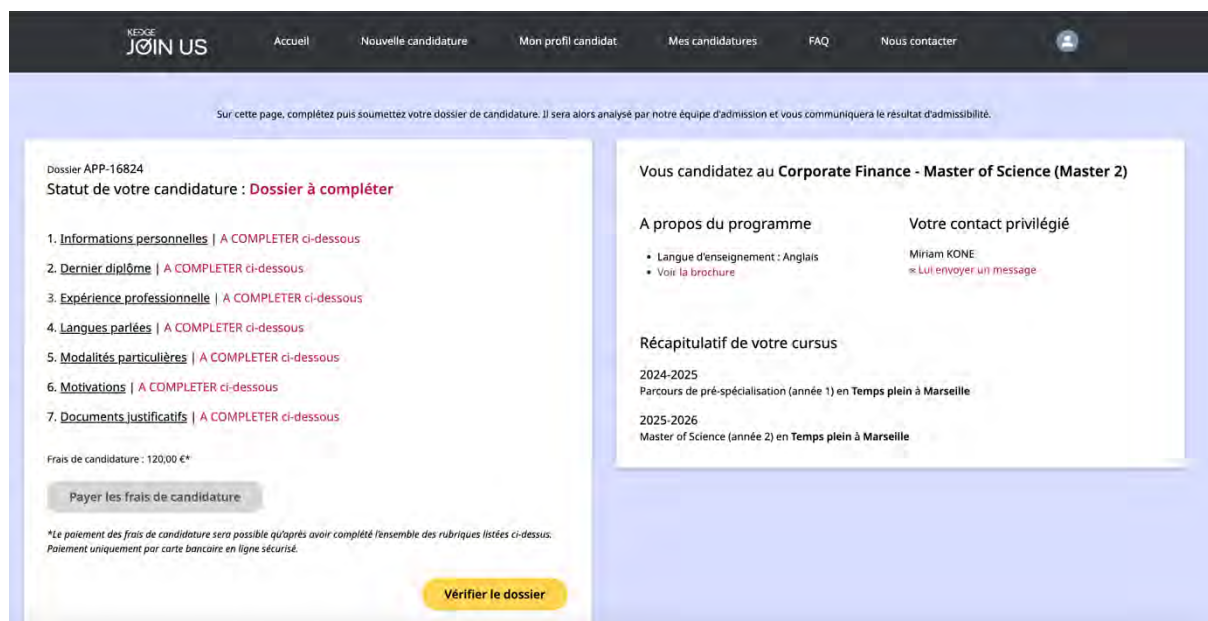 KEDGE
JØIN US
Accueil
Nouvelle candidature
Mon profil candidat
Mes candidatures
FAQ
Nous contacter
Sur cette page, complétez puis soumettez votre dossier de candidature. Il sera alors analysé par notre équipe d'admission et vous communiquera le résultat d'admissibilité.
Dossier APP-16824
Statut de votre candidature : Dossier à compléter
1. Informations personnelles | A COMPLETER ci-dessous
2. Dernier diplôme | A COMPLETER ci-dessous
3. Expérience professionnelle | A COMPLETER ci-dessous
4. Langues parlées | A COMPLETER ci-dessous
5. Modalités particulières | A COMPLETER ci-dessous
6. Motivations | A COMPLETER ci-dessous
7. Documents justificatifs | A COMPLETER ci-dessous
Frais de candidature : 120,00 €*
Payer les frais de candidature
*Le paiement des frais de candidature sera possible qu'après avoir complété l'ensemble des rubriques listées ci-dessus.
Paiement uniquement par carte bancaire en ligne sécurisé.
Vérifier le dossier
Vous candidatez au Corporate Finance - Master of Science (Master 2)
A propos du programme
• Langue d'enseignement : Anglais
• Voir la brochure
Votre contact privilégié
Miriam KONE
✉ Lui envoyer un message
Récapitulatif de votre cursus
2024-2025
Parcours de pré-spécialisation (année 1) en Temps plein à Marseille
2025-2026
Master of Science (année 2) en Temps plein à Marseille